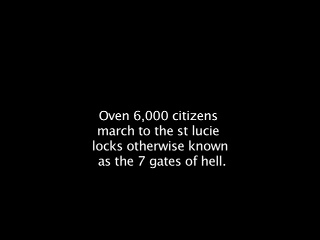 Oven 6,000 citizens
march to the st lucie
locks otherwise known
as the 7 gates of hell.